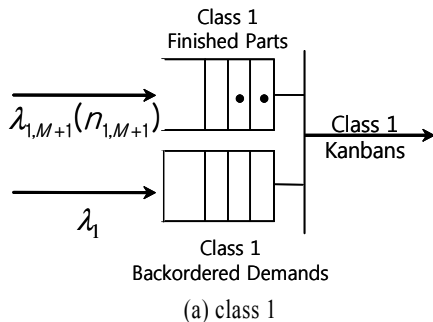 Class 1
Finished Parts
λ1,M+1(n1,M+1)
Class 1
Kanbans
λ1
Class 1
Backordered Demands
(a) class 1